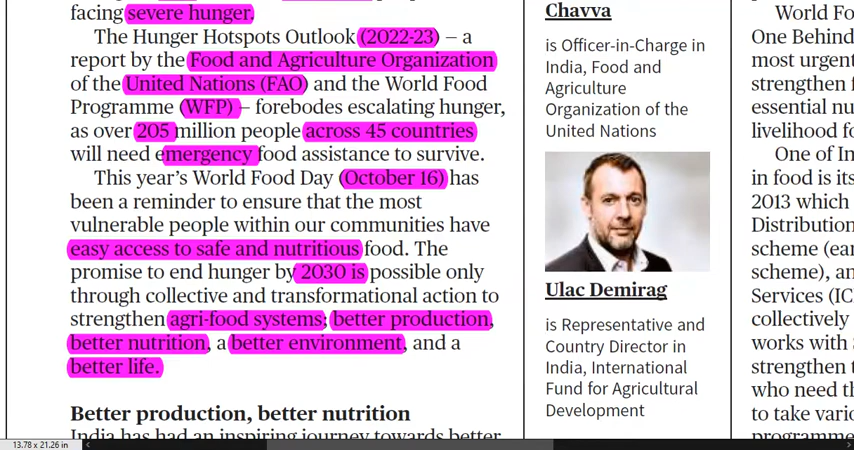 facing severe hunger.
The Hunger Hotspots Outlook (2022-23) – a
report by the Food and Agriculture Organization
of the United Nations (FAO) and the World Food
Programme (WFP) – forebodes escalating hunger,
as over 205 million people across 45 countries
will need emergency food assistance to survive.
This year's World Food Day (October 16) has
been a reminder to ensure that the most
vulnerable people within our communities have
easy access to safe and nutritious food. The
promise to end hunger by 2030 is possible only
through collective and transformational action to
strengthen agri-food systems; better production,
better nutrition, a better environment, and a
better life.
Better production, better nutrition
India has had an inspiring journey towards better
Chavva
is Officer-in-Charge in
India, Food and
Agriculture
Organization of the
United Nations
Ulac Demirag
is Representative and
Country Director in
India, International
Fund for Agricultural
Development
World Fo
One Behind
most urgent
strengthen f
essential nu
livelihood fo
One of In
in food is its
2013 which
Distribution
scheme (ear
scheme), an
Services (IC
collectively
works with
strengthen t
who need th
to take vario
programme
13.78 x 21.26 in